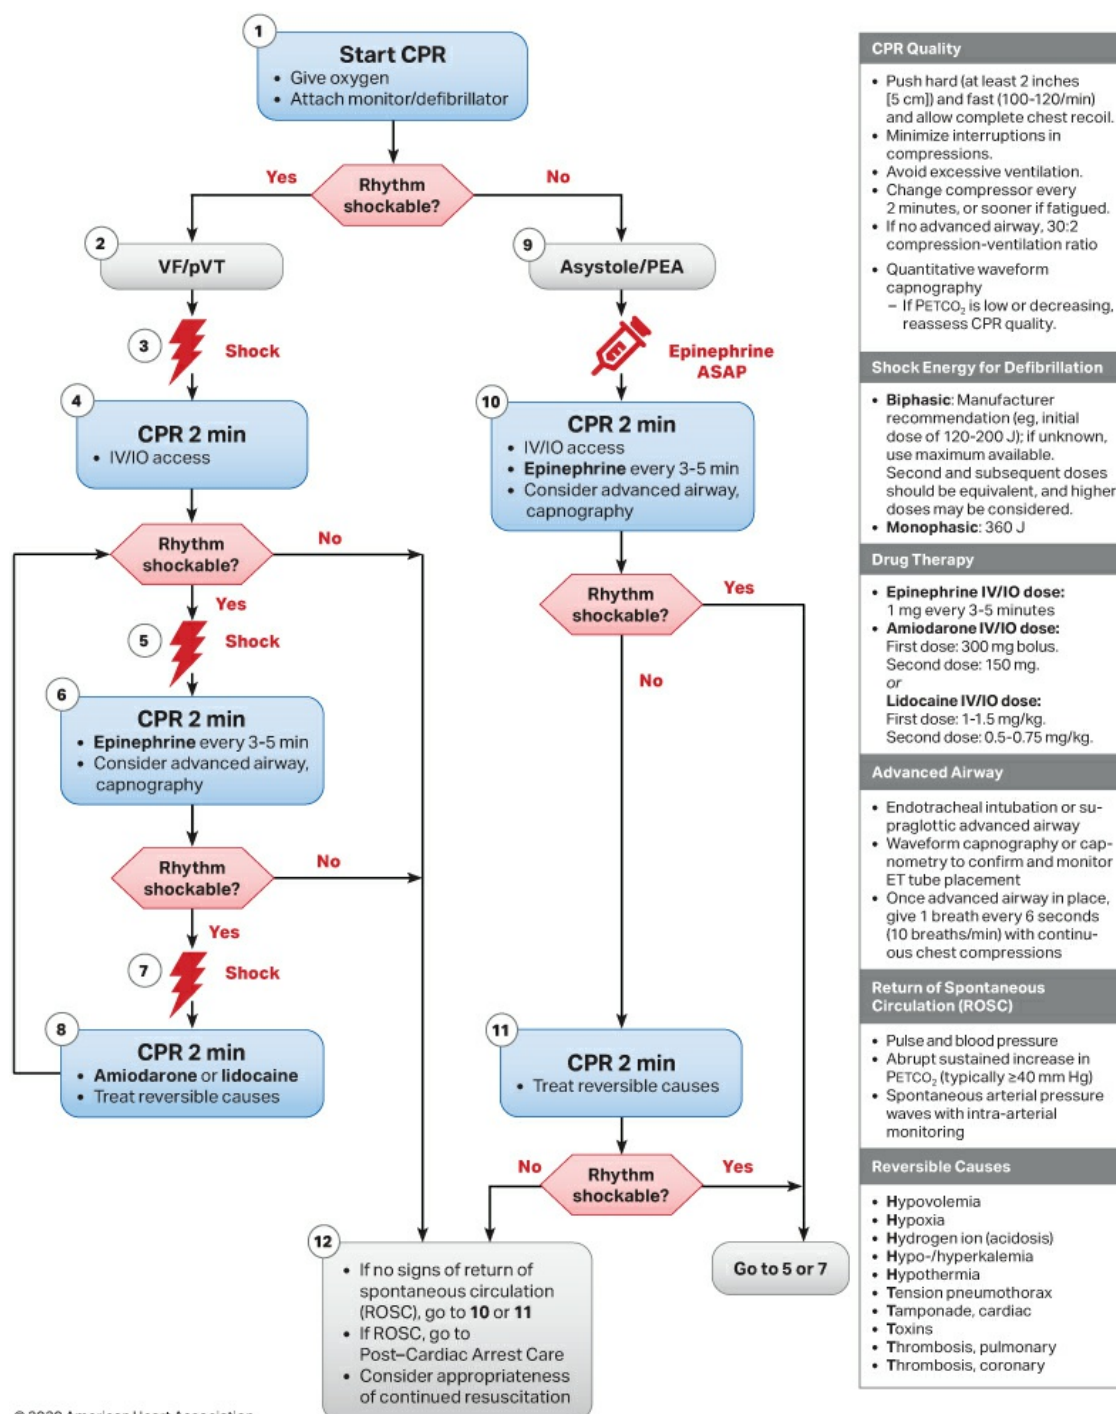 1
Start CPR
• Give oxygen
• Attach monitor/defibrillator
Rhythm
shockable?
Yes
No
2
VF/pVT
3
Shock
4
CPR 2 min
• IV/IO access
Rhythm
shockable?
No
Yes
5
Shock
6
CPR 2 min
• Epinephrine every 3-5 min
• Consider advanced airway,
capnography
Rhythm
shockable?
No
Yes
7
Shock
8
CPR 2 min
• Amiodarone or lidocaine
• Treat reversible causes
9
Asystole/PEA
Epinephrine
ASAP
10
CPR 2 min
• IV/IO access
• Epinephrine every 3-5 min
• Consider advanced airway,
capnography
Rhythm
shockable?
Yes
No
11
CPR 2 min
• Treat reversible causes
Rhythm
shockable?
No
Yes
12
• If no signs of return of
spontaneous circulation
(ROSC), go to 10 or 11
• If ROSC, go to
Post–Cardiac Arrest Care
• Consider appropriateness
of continued resuscitation
Go to 5 or 7
CPR Quality
• Push hard (at least 2 inches
[5 cm]) and fast (100-120/min)
and allow complete chest recoil.
• Minimize interruptions in
compressions.
• Avoid excessive ventilation.
• Change compressor every
2 minutes, or sooner if fatigued.
• If no advanced airway, 30:2
compression-ventilation ratio
• Quantitative waveform
capnography
– If PETCO₂ is low or decreasing,
reassess CPR quality.
Shock Energy for Defibrillation
• Biphasic: Manufacturer
recommendation (eg, initial
dose of 120-200 J); if unknown,
use maximum available.
Second and subsequent doses
should be equivalent, and higher
doses may be considered.
• Monophasic: 360 J
Drug Therapy
• Epinephrine IV/IO dose:
1 mg every 3-5 minutes
• Amiodarone IV/IO dose:
First dose: 300 mg bolus.
Second dose: 150 mg.
or
Lidocaine IV/IO dose:
First dose: 1-1.5 mg/kg.
Second dose: 0.5-0.75 mg/kg.
Advanced Airway
• Endotracheal intubation or su-
praglottic advanced airway
• Waveform capnography or cap-
nometry to confirm and monitor
ET tube placement
• Once advanced airway in place,
give 1 breath every 6 seconds
(10 breaths/min) with continu-
ous chest compressions
Return of Spontaneous
Circulation (ROSC)
• Pulse and blood pressure
• Abrupt sustained increase in
PETCO₂ (typically ≥40 mm Hg)
• Spontaneous arterial pressure
waves with intra-arterial
monitoring
Reversible Causes
• Hypovolemia
• Hypoxia
• Hydrogen ion (acidosis)
• Hypo-/hyperkalemia
• Hypothermia
• Tension pneumothorax
• Tamponade, cardiac
• Toxins
• Thrombosis, pulmonary
• Thrombosis, coronary
© 2020 American Heart Association